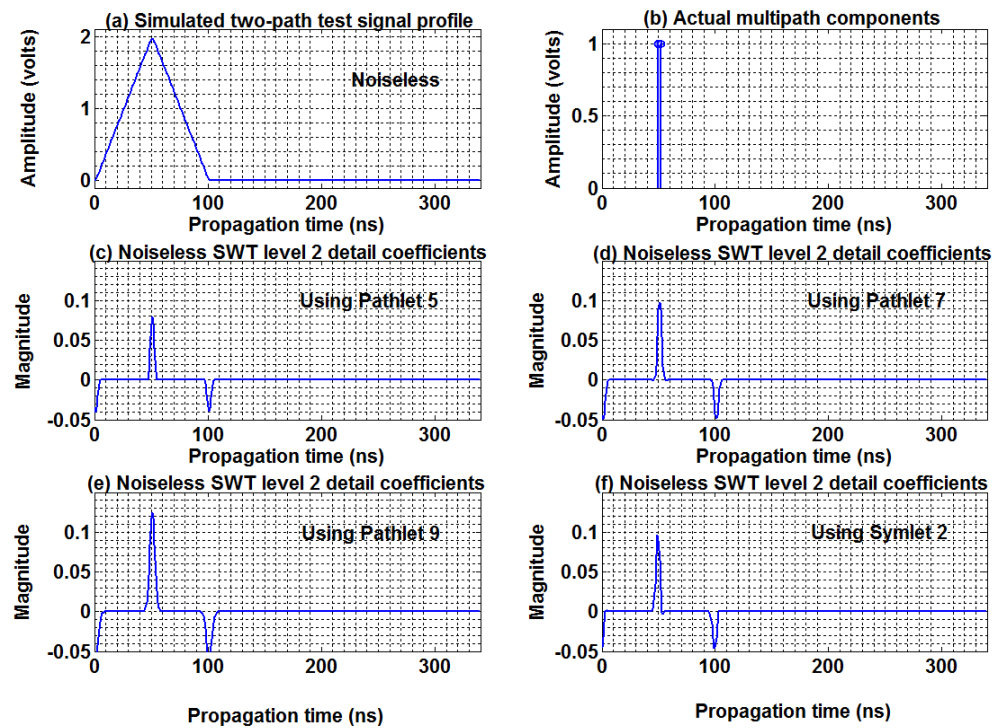 (a) Simulated two-path test signal profile
Amplitude (volts)
2
1
0
Noiseless
0 100 200 300
Propagation time (ns)
(b) Actual multipath components
Amplitude (volts)
1
0.5
0
0 100 200 300
Propagation time (ns)
(c) Noiseless SWT level 2 detail coefficients
Magnitude
0.1
0.05
0
-0.05
Using Pathlet 5
0 100 200 300
Propagation time (ns)
(d) Noiseless SWT level 2 detail coefficients
Magnitude
0.1
0.05
0
-0.05
Using Pathlet 7
0 100 200 300
Propagation time (ns)
(e) Noiseless SWT level 2 detail coefficients
Magnitude
0.1
0.05
0
-0.05
Using Pathlet 9
0 100 200 300
Propagation time (ns)
(f) Noiseless SWT level 2 detail coefficients
Magnitude
0.1
0.05
0
-0.05
Using Symlet 2
0 100 200 300
Propagation time (ns)